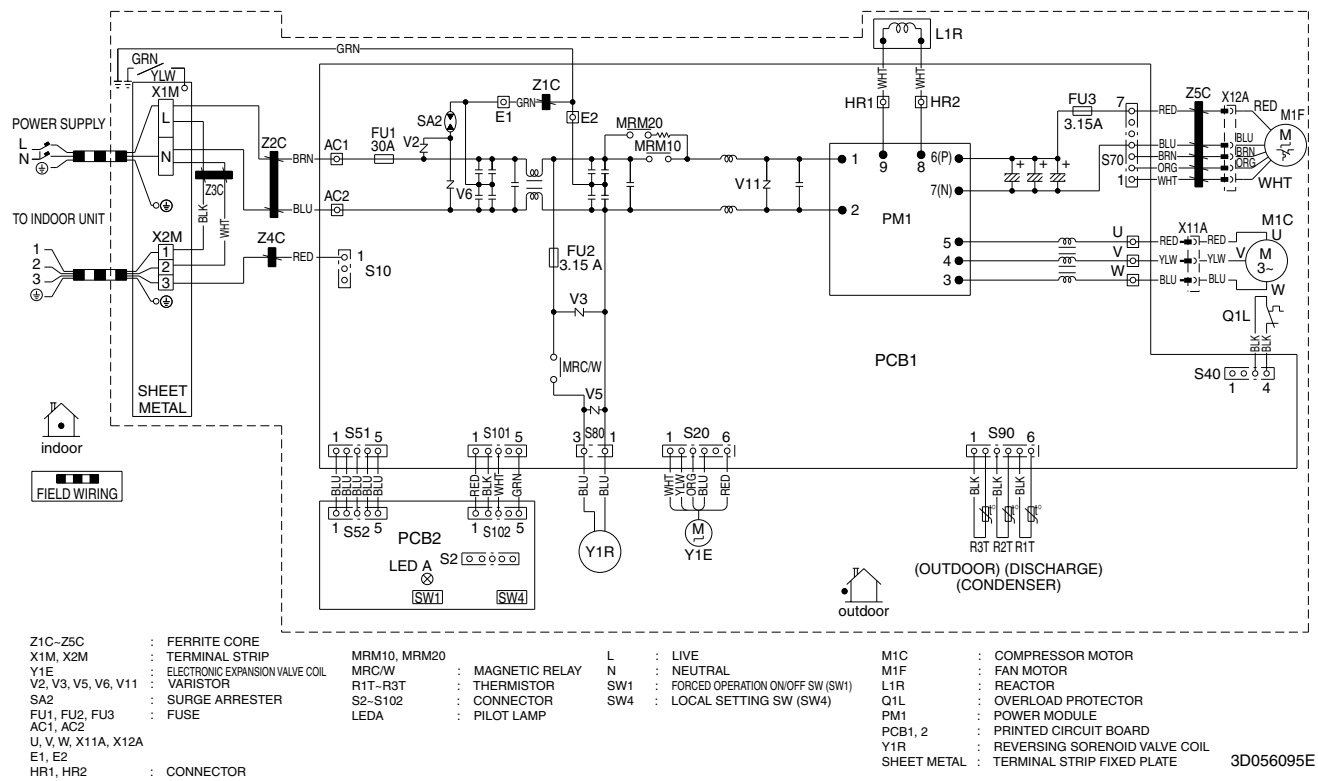 L1R
GRN
GRN
YLW
X1M
L
N
POWER SUPPLY
L
N
Z3C
BLK
WHT
TO INDOOR UNIT
1
2
3
X2M
1
2
3
SHEET
METAL
indoor
FIELD WIRING
Z2C
BRN
BLU
Z4C
RED
AC1
AC2
1
S10
FU1
30A
SA2
V2
V6
E1
GRN
Z1C
E2
MRM20
MRM10
V11
FU2
3.15 A
V3
MRC/W
V5
WHT
WHT
HR1
HR2
1
2
9
8
6(P)
7(N)
PM1
5
4
3
FU3
3.15A
7
S70
1
RED
BLU
BRN
ORG
WHT
Z5C
X12A
RED
BLU
BRN
ORG
WHT
M1F
M
U
V
W
RED
YLW
BLU
X11A
RED
YLW
BLU
M1C
U
V
W
M
3~
Q1L
BLK
BLK
S40
1
4
PCB1
1 S51 5
BLU
BLU
BLU
BLU
BLU
1 S52 5
1 S101 5
RED
BLK
WHT
GRN
1 S102 5
PCB2
S2
LED A
SW1
SW4
3 S80 1
BLU
BLU
Y1R
1 S20 6
WHT
YLW
ORG
BLU
RED
M
Y1E
1 S90 6
BLK
BLK
BLK
R3T R2T R1T
(OUTDOOR) (DISCHARGE)
(CONDENSER)
outdoor
Z1C~Z5C : FERRITE CORE
X1M, X2M : TERMINAL STRIP
Y1E : ELECTRONIC EXPANSION VALVE COIL
V2, V3, V5, V6, V11 : VARISTOR
SA2 : SURGE ARRESTER
FU1, FU2, FU3 : FUSE
AC1, AC2
U, V, W, X11A, X12A
E1, E2
HR1, HR2 : CONNECTOR
MRM10, MRM20
MRC/W : MAGNETIC RELAY
R1T~R3T : THERMISTOR
S2~S102 : CONNECTOR
LEDA : PILOT LAMP
L : LIVE
N : NEUTRAL
SW1 : FORCED OPERATION ON/OFF SW (SW1)
SW4 : LOCAL SETTING SW (SW4)
M1C : COMPRESSOR MOTOR
M1F : FAN MOTOR
L1R : REACTOR
Q1L : OVERLOAD PROTECTOR
PM1 : POWER MODULE
PCB1, 2 : PRINTED CIRCUIT BOARD
Y1R : REVERSING SORENOID VALVE COIL
SHEET METAL : TERMINAL STRIP FIXED PLATE
3D056095E